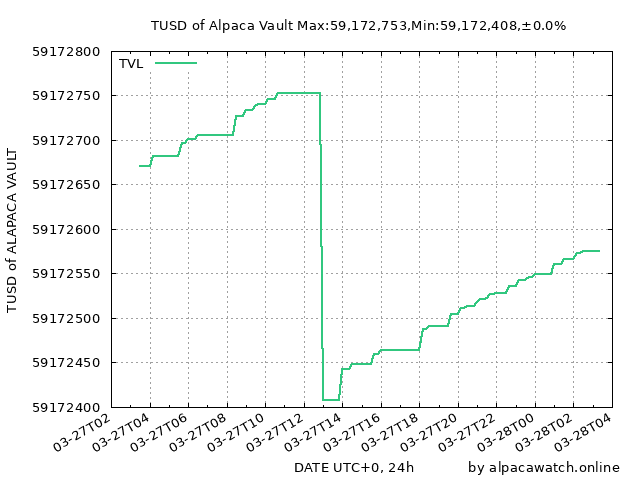 TUSD of Alpaca Vault Max:59,172,753,Min:59,172,408,±0.0%
TVL
59172800
59172750
59172700
59172650
59172600
59172550
59172500
59172450
59172400
TUSD of ALAPACA VAULT
03-27T02
03-27T04
03-27T06
03-27T08
03-27T10
03-27T12
03-27T14
03-27T16
03-27T18
03-27T20
03-27T22
03-28T00
03-28T02
03-28T04
DATE UTC+0, 24h
by alpacawatch.online